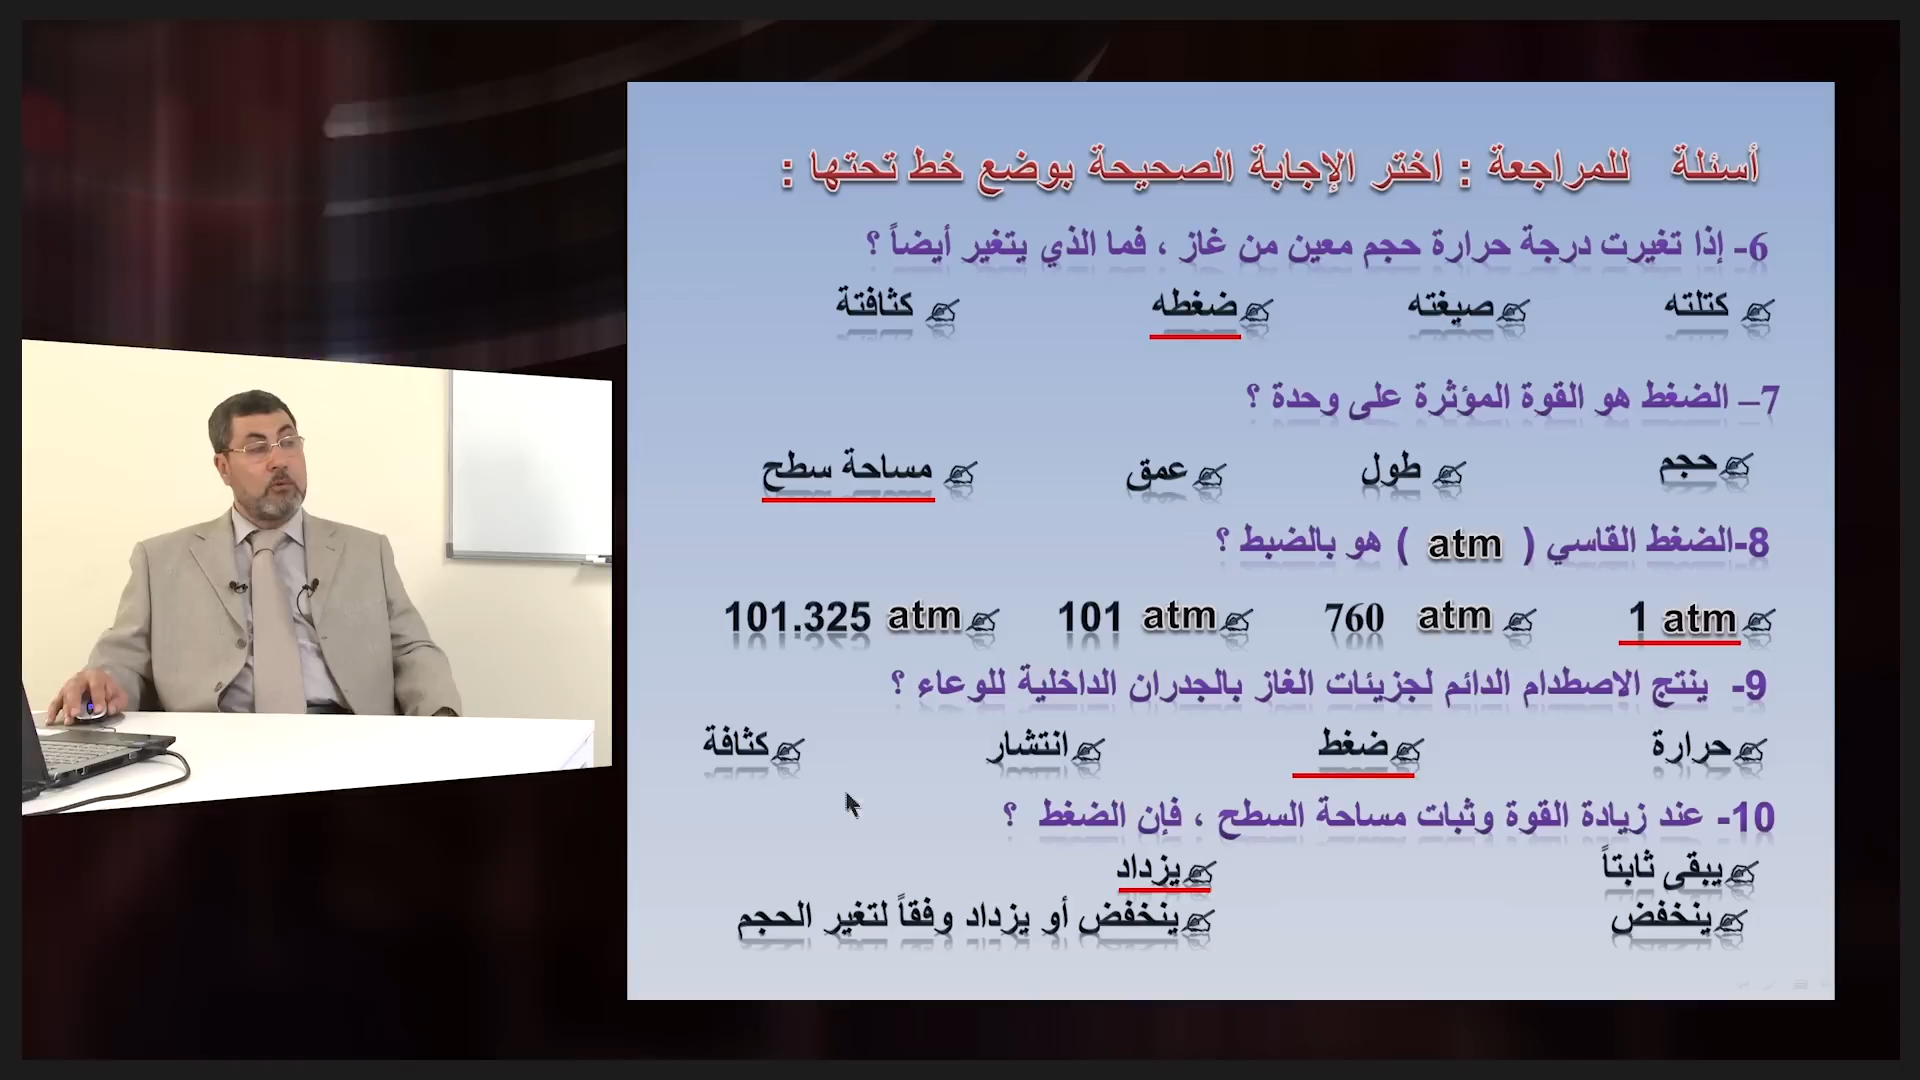 أسئلة للمراجعة : اختر الإجابة الصحيحة بوضع خط تحتها :
6- إذا تغيرت درجة حرارة حجم معين من غاز ، فما الذي يتغير أيضاً ؟
كتلته صيغته ضغطه كثافتة
7– الضغط هو القوة المؤثرة على وحدة ؟
حجم طول عمق مساحة سطح
8-الضغط القاسي ( atm ) هو بالضبط ؟
1 atm 760 atm 101 atm 101.325 atm
9- ينتج الاصطدام الدائم لجزيئات الغاز بالجدران الداخلية للوعاء ؟
حرارة ضغط انتشار كثافة
10- عند زيادة القوة وثبات مساحة السطح ، فإن الضغط ؟
يبقى ثابتاً يزداد
ينخفض ينخفض أو يزداد وفقاً لتغير الحجم